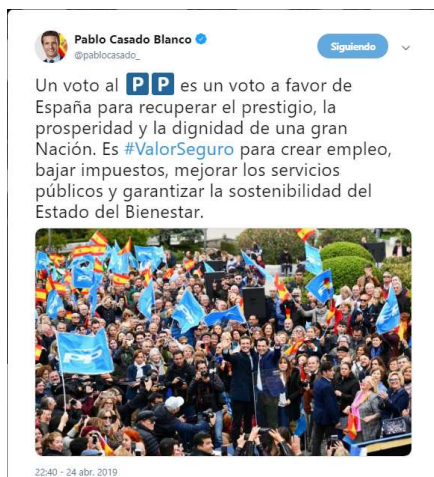 Pablo Casado Blanco
@pablocasado_
Siguiendo
Un voto al 🅿🅿 es un voto a favor de
España para recuperar el prestigio, la
prosperidad y la dignidad de una gran
Nación. Es #ValorSeguro para crear empleo,
bajar impuestos, mejorar los servicios
públicos y garantizar la sostenibilidad del
Estado del Bienestar.
PP
22:40 - 24 abr. 2019